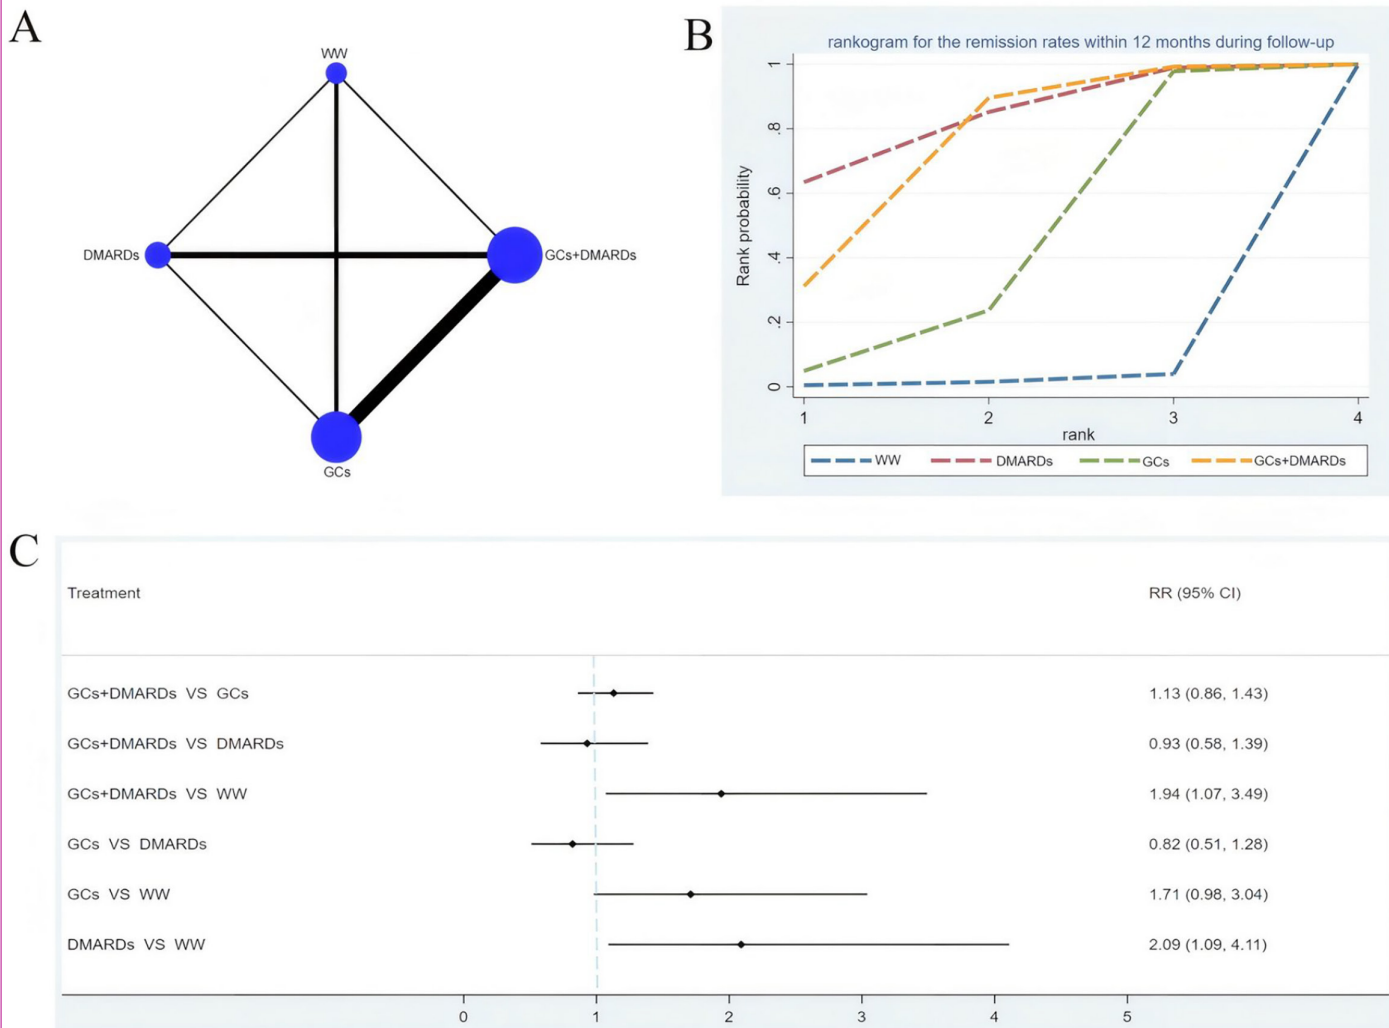 A
WW
DMARDs
GCs+DMARDs
GCs
B
rankogram for the remission rates within 12 months during follow-up
Rank probability
1
.8
.6
.4
.2
0
1 2 3 4
rank
WW DMARDs GCs GCs+DMARDs
C
Treatment RR (95% CI)
GCs+DMARDs VS GCs 1.13 (0.86, 1.43)
GCs+DMARDs VS DMARDs 0.93 (0.58, 1.39)
GCs+DMARDs VS WW 1.94 (1.07, 3.49)
GCs VS DMARDs 0.82 (0.51, 1.28)
GCs VS WW 1.71 (0.98, 3.04)
DMARDs VS WW 2.09 (1.09, 4.11)
0 1 2 3 4 5